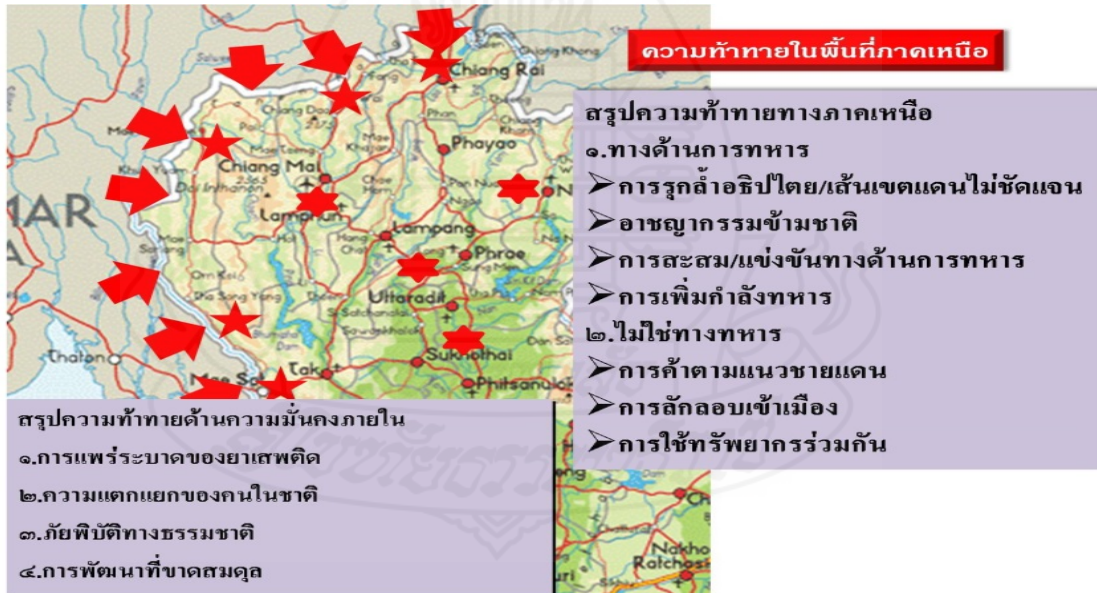 ความท้าทายในพื้นที่ภาคเหนือ
สรุปความท้าทายทางภาคเหนือ
๑.ทางด้านการทหาร
➢การรุกล้ำอธิปไตย/เส้นเขตแดนไม่ชัดแจน
➢อาชญากรรมข้ามชาติ
➢การสะสม/แข่งขันทางด้านการทหาร
➢การเพิ่มกำลังทหาร
๒.ไม่ใช่ทางทหาร
➢การค้าตามแนวชายแดน
➢การลักลอบเข้าเมือง
➢การใช้ทรัพยากรร่วมกัน
สรุปความท้าทายด้านความมั่นคงภายใน
๑.การแพร่ระบาดของยาเสพติด
๒.ความแตกแยกของคนในชาติ
๓.ภัยพิบัติทางธรรมชาติ
๔.การพัฒนาที่ขาดสมดุล
Chiang Khong
Chiang Rai
Chiang Dao
Phan
Phayao
Chiang Mai
Doi Inthanon
Lamphun
Lampang
Phrae
Uttaradit
Thaton
Tak
Sukhothai
Mae Sot
Phitsanulok
Nakho
Ratchas